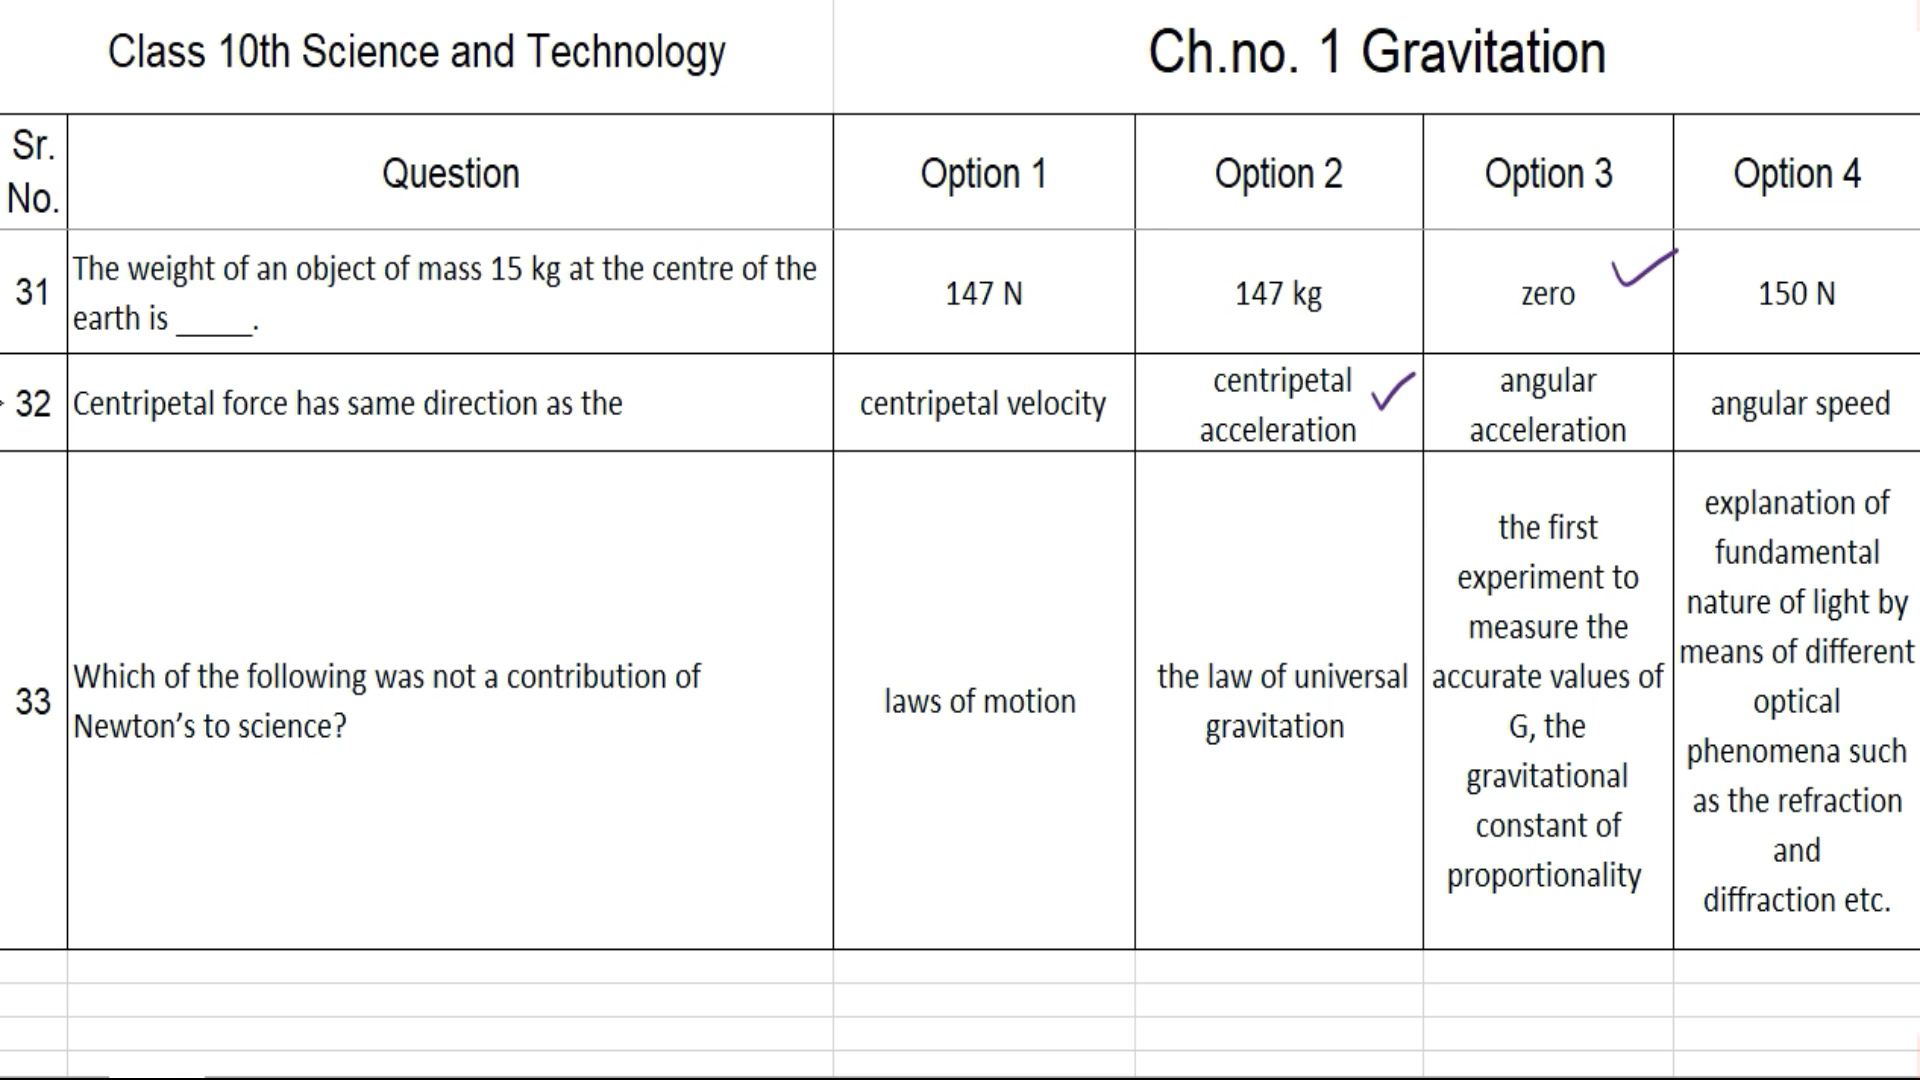 Class 10th Science and Technology
Ch.no. 1 Gravitation
Sr.
No.
Question
Option 1
Option 2
Option 3
Option 4
31
The weight of an object of mass 15 kg at the centre of the
earth is _____.
147 N
147 kg
zero
150 N
32
Centripetal force has same direction as the
centripetal velocity
centripetal
acceleration
angular
acceleration
angular speed
33
Which of the following was not a contribution of
Newton’s to science?
laws of motion
the law of universal
gravitation
the first
experiment to
measure the
accurate values of
G, the
gravitational
constant of
proportionality
explanation of
fundamental
nature of light by
means of different
optical
phenomena such
as the refraction
and
diffraction etc.